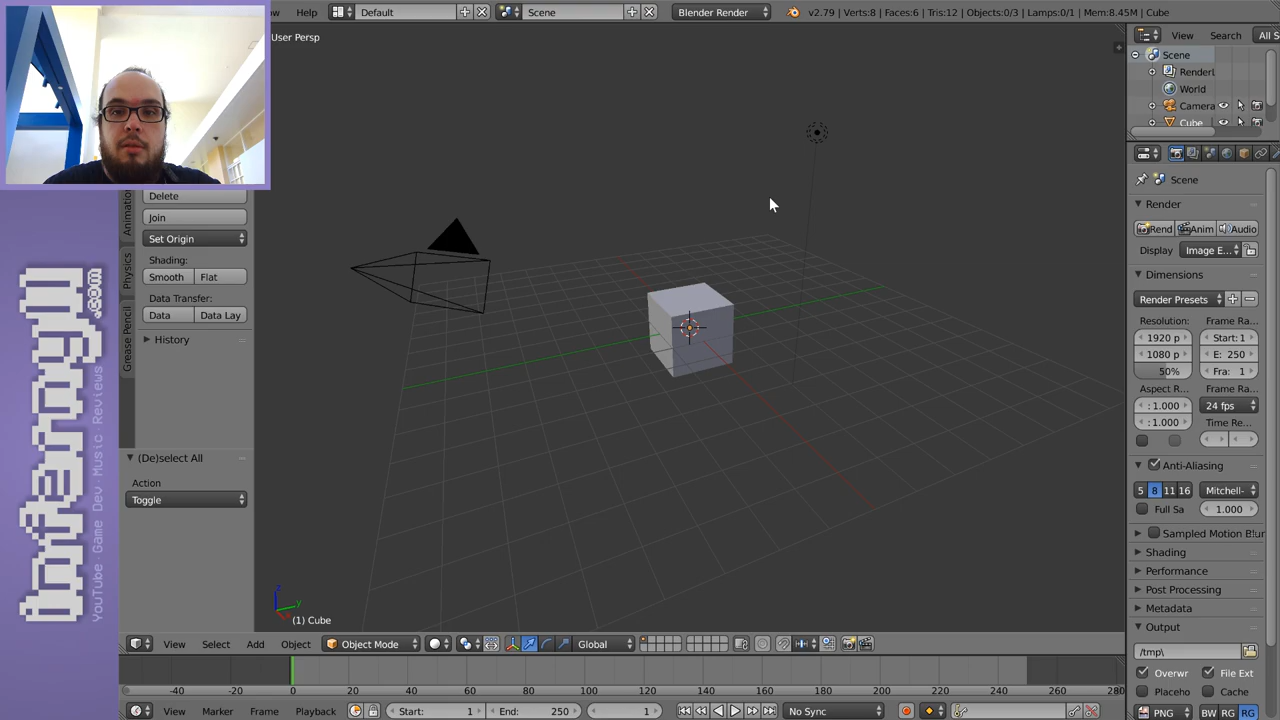 ow
Help
Default
Scene
Blender Render
v2.79 | Verts:8 | Faces:6 | Tris:12 | Objects:0/3 | Lamps:0/1 | Mem:8.45M | Cube
User Persp
View
Search
All S
Scene
RenderL
World
Camera
Cube
Scene
Render
Rend
Anim
Audio
Display
Image E...
Dimensions
Render Presets
Resolution:
Frame Ra...
1920 p
Start: 1
1080 p
E: 250
50%
Fra: 1
Aspect R...
Frame Ra...
: 1.000
24 fps
: 1.000
Time Re...
Anti-Aliasing
5
8
11
16
Mitchell-
Full Sa
1.000
Sampled Motion Blur
Shading
Performance
Post Processing
Metadata
Output
/tmp\
Overwr
File Ext
Placeho
Cache
PNG
BW
RG
RG
Animation
Physics
Grease Pencil
Delete
Join
Set Origin
Shading:
Smooth
Flat
Data Transfer:
Data
Data Lay
History
(De)select All
Action
Toggle
.com
YouTube · Game Dev · Music · Reviews
z
y
(1) Cube
View
Select
Add
Object
Object Mode
Global
-40
-20
0
20
40
60
80
100
120
140
160
180
200
220
240
260
280
View
Marker
Frame
Playback
Start:
1
End:
250
1
No Sync